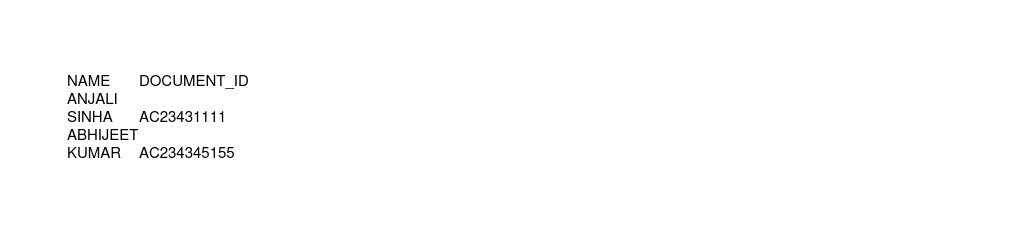 NAME DOCUMENT_ID
ANJALI
SINHA AC23431111
ABHIJEET
KUMAR AC234345155